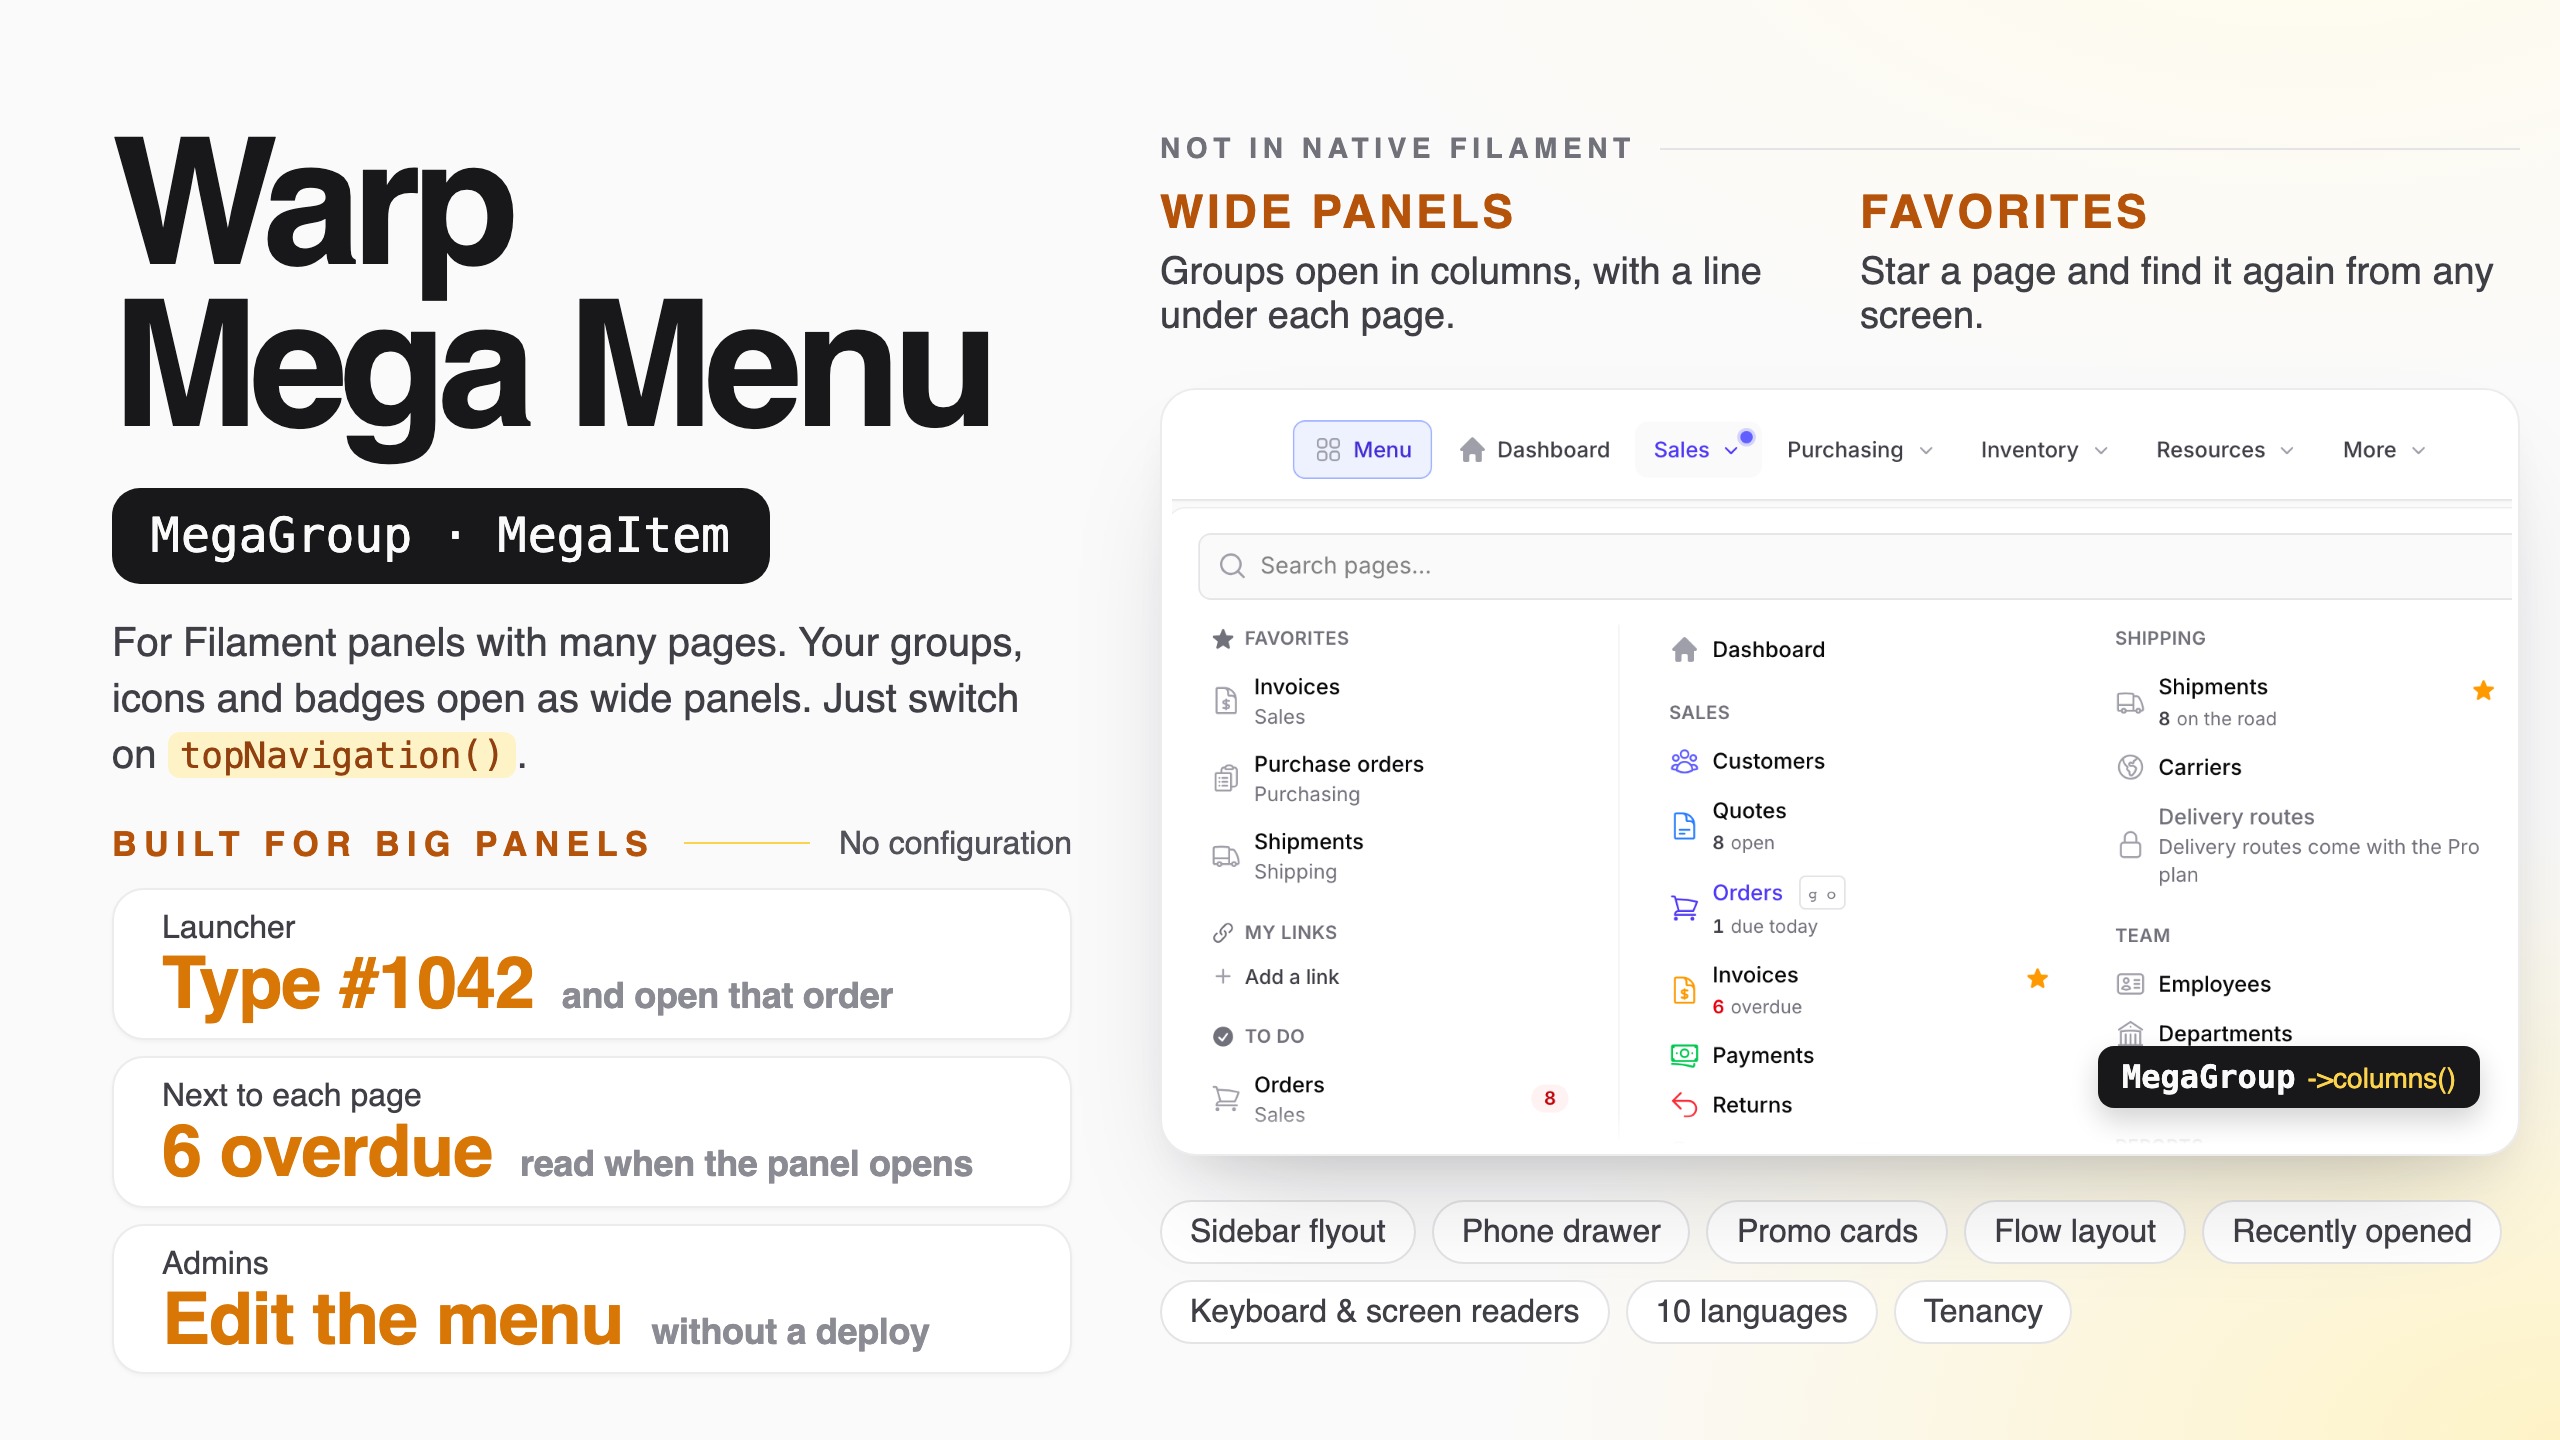 Warp
Mega Menu
MegaGroup · MegaItem
For Filament panels with many pages. Your groups,
icons and badges open as wide panels. Just switch
on topNavigation().
BUILT FOR BIG PANELS
No configuration
Launcher
Type #1042 and open that order
Next to each page
6 overdue read when the panel opens
Admins
Edit the menu without a deploy
NOT IN NATIVE FILAMENT
WIDE PANELS
Groups open in columns, with a line
under each page.
FAVORITES
Star a page and find it again from any
screen.
Menu Dashboard Sales Purchasing Inventory Resources More
Search pages...
FAVORITES
Invoices
Sales
Purchase orders
Purchasing
Shipments
Shipping
MY LINKS
Add a link
TO DO
Orders 8
Sales
Dashboard
SALES
Customers
Quotes
8 open
Orders g o
1 due today
Invoices
6 overdue
Payments
Returns
SHIPPING
Shipments
8 on the road
Carriers
Delivery routes
Delivery routes come with the Pro
plan
TEAM
Employees
Departments
MegaGroup ->columns()
Sidebar flyout
Phone drawer
Promo cards
Flow layout
Recently opened
Keyboard & screen readers
10 languages
Tenancy